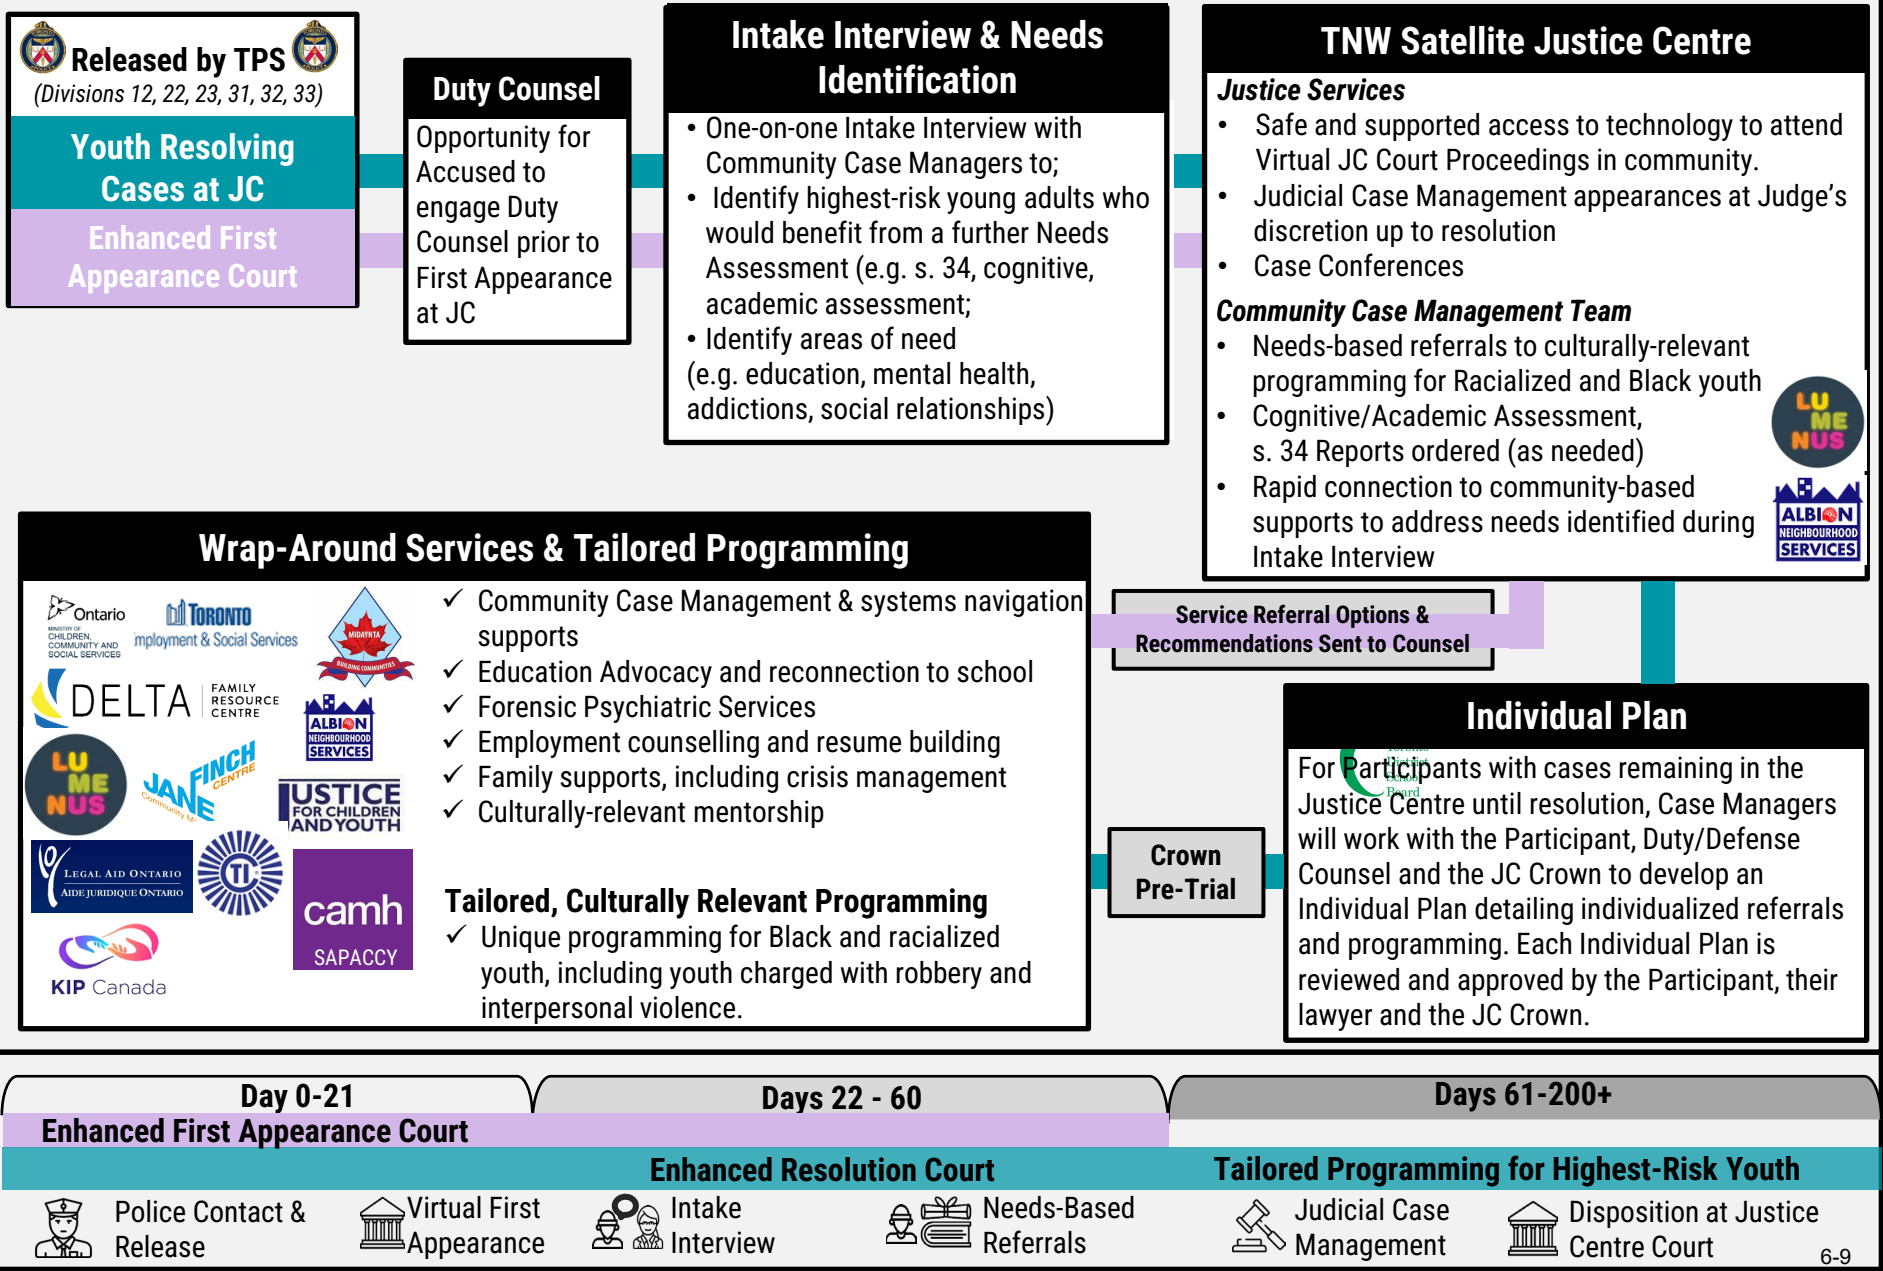 Released by TPS
(Divisions 12, 22, 23, 31, 32, 33)
Youth Resolving
Cases at JC
Enhanced First
Appearance Court
Duty Counsel
Opportunity for
Accused to
engage Duty
Counsel prior to
First Appearance
at JC
Intake Interview & Needs
Identification
• One-on-one Intake Interview with
Community Case Managers to;
• Identify highest-risk young adults who
would benefit from a further Needs
Assessment (e.g. s. 34, cognitive,
academic assessment;
• Identify areas of need
(e.g. education, mental health,
addictions, social relationships)
TNW Satellite Justice Centre
Justice Services
• Safe and supported access to technology to attend
Virtual JC Court Proceedings in community.
• Judicial Case Management appearances at Judge's
discretion up to resolution
• Case Conferences
Community Case Management Team
• Needs-based referrals to culturally-relevant
programming for Racialized and Black youth
• Cognitive/Academic Assessment,
s. 34 Reports ordered (as needed)
• Rapid connection to community-based
supports to address needs identified during
Intake Interview
LU
ME
NUS
ALBION
NEIGHBOURHOOD
SERVICES
Wrap-Around Services & Tailored Programming
Ontario
MINISTRY OF
CHILDREN,
COMMUNITY AND
SOCIAL SERVICES
TORONTO
mployment & Social Services
MIDAYNTA
BUILDING COMMUNITIES
DELTA
FAMILY
RESOURCE
CENTRE
ALBION
NEIGHBOURHOOD
SERVICES
LU
ME
NUS
JANE FINCH
CENTRE
Community
JUSTICE
FOR CHILDREN
AND YOUTH
LEGAL AID ONTARIO
AIDE JURIDIQUE ONTARIO
TIC
camh
SAPACCY
KIP Canada
✓ Community Case Management & systems navigation
supports
✓ Education Advocacy and reconnection to school
✓ Forensic Psychiatric Services
✓ Employment counselling and resume building
✓ Family supports, including crisis management
✓ Culturally-relevant mentorship
Tailored, Culturally Relevant Programming
✓ Unique programming for Black and racialized
youth, including youth charged with robbery and
interpersonal violence.
Service Referral Options &
Recommendations Sent to Counsel
Crown
Pre-Trial
Individual Plan
Toronto
District
School
Board
For Participants with cases remaining in the
Justice Centre until resolution, Case Managers
will work with the Participant, Duty/Defense
Counsel and the JC Crown to develop an
Individual Plan detailing individualized referrals
and programming. Each Individual Plan is
reviewed and approved by the Participant, their
lawyer and the JC Crown.
Day 0-21
Days 22 - 60
Days 61-200+
Enhanced First Appearance Court
Enhanced Resolution Court
Tailored Programming for Highest-Risk Youth
Police Contact &
Release
Virtual First
Appearance
Intake
Interview
Needs-Based
Referrals
Judicial Case
Management
Disposition at Justice
Centre Court
6-9